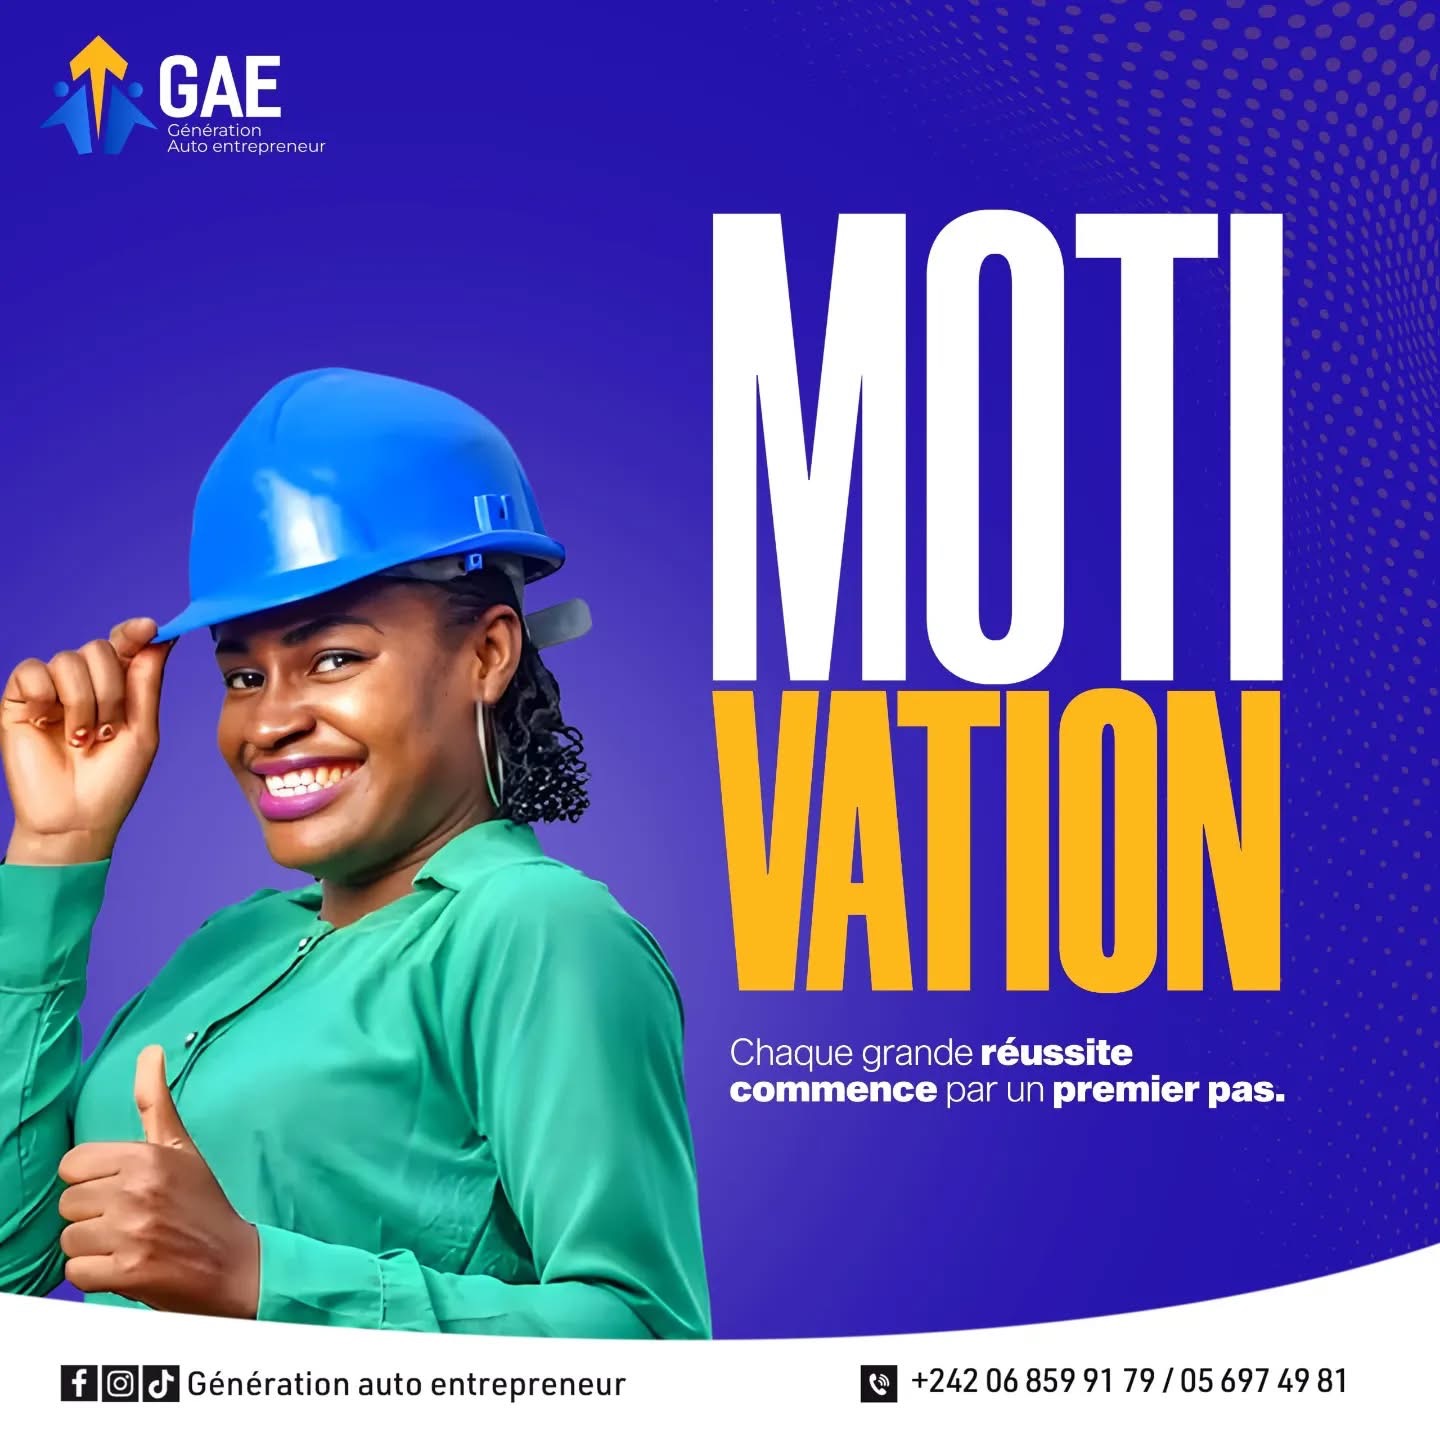 GAE
Génération
Auto entrepreneur
MOTI
VATION
Chaque grande réussite
commence par un premier pas.
Génération auto entrepreneur
+242 06 859 91 79 / 05 697 49 81